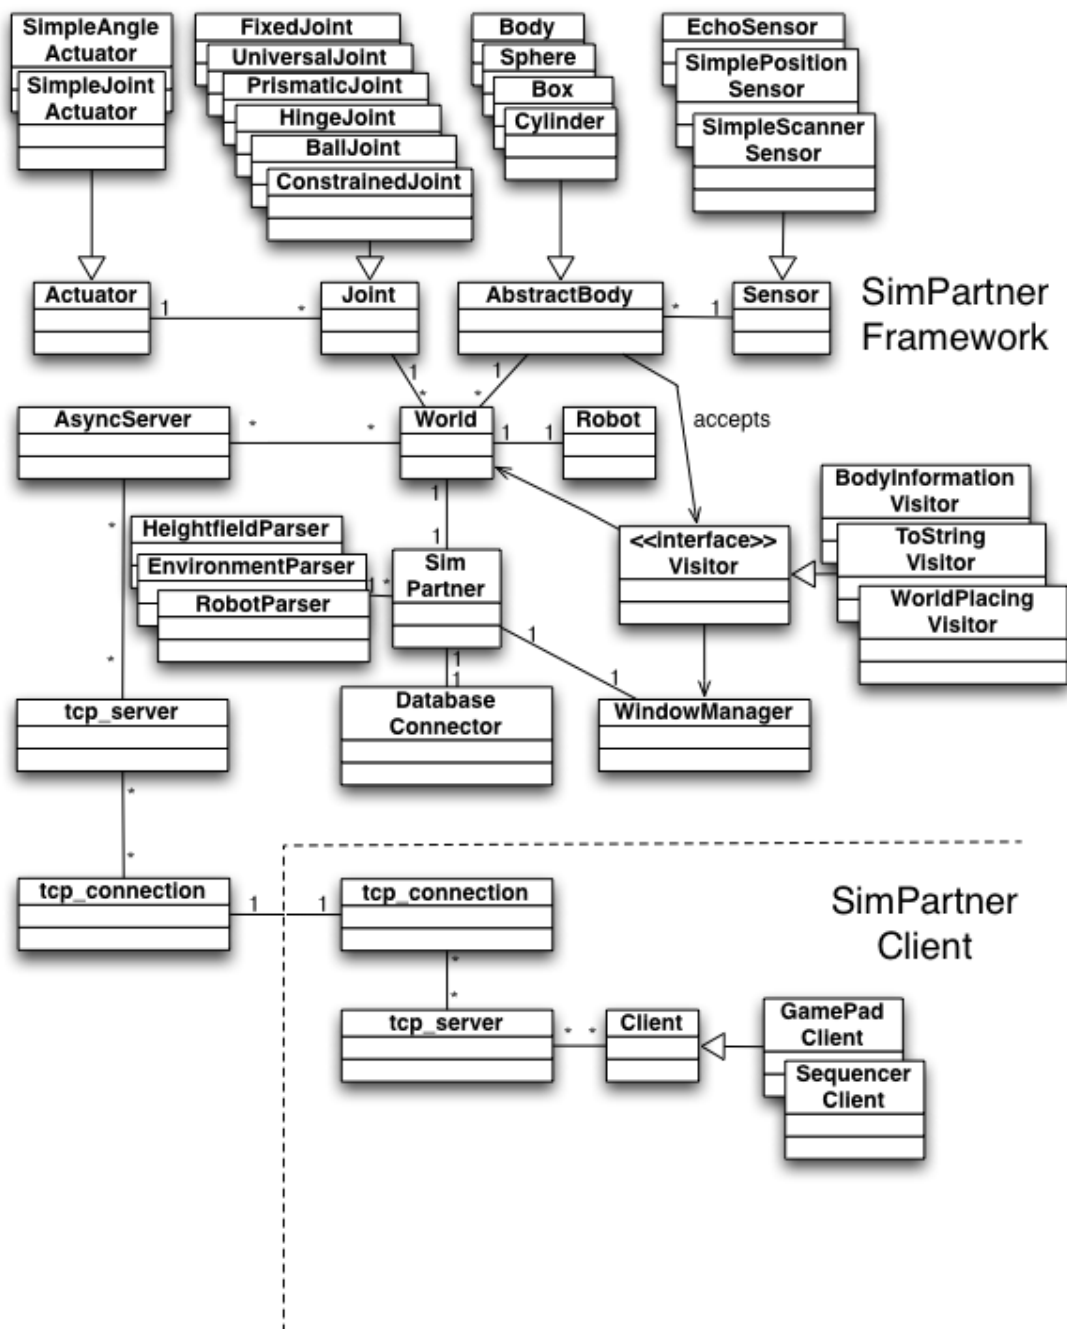 SimpleAngle
Actuator
SimpleJoint
Actuator
FixedJoint
UniversalJoint
PrismaticJoint
HingeJoint
BallJoint
ConstrainedJoint
Body
Sphere
Box
Cylinder
EchoSensor
SimplePosition
Sensor
SimpleScanner
Sensor
Actuator
1
*
Joint
AbstractBody
*
1
Sensor
SimPartner
Framework
1
*
1
*
AsyncServer
*
*
World
1
1
Robot
accepts
BodyInformation
Visitor
ToString
Visitor
WorldPlacing
Visitor
1
1
*
*
HeightfieldParser
EnvironmentParser
RobotParser
1
*
Sim
Partner
<<interface>>
Visitor
1
1
1
1
tcp_server
Database
Connector
WindowManager
*
*
tcp_connection
1
1
tcp_connection
SimPartner
Client
*
*
tcp_server
*
*
Client
GamePad
Client
Sequencer
Client